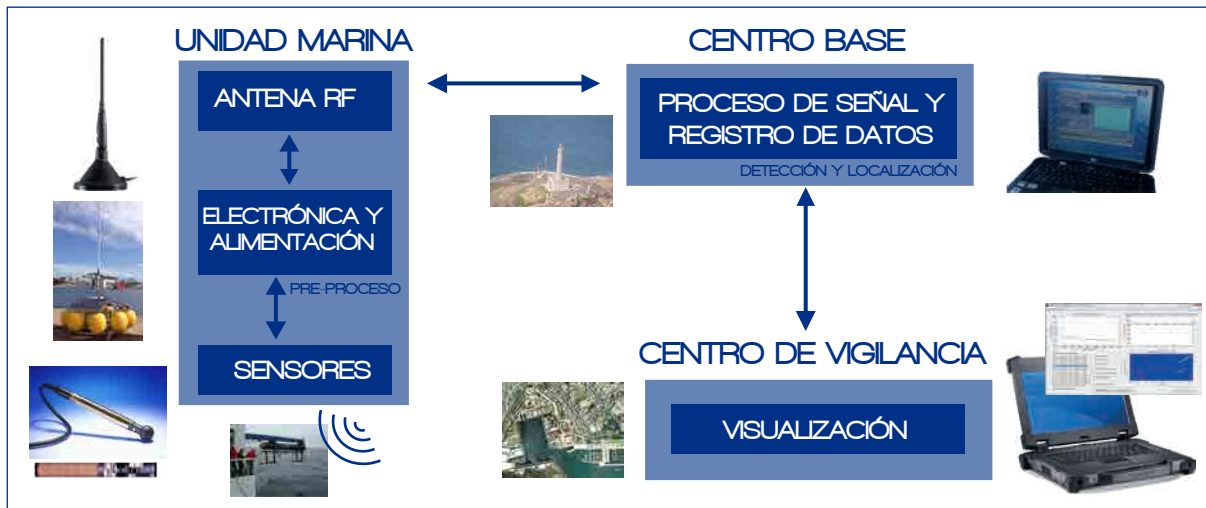 UNIDAD MARINA
ANTENA RF
ELECTRÓNICA Y
ALIMENTACIÓN
PRE-PROCESO
SENSORES
CENTRO BASE
PROCESO DE SEÑAL Y
REGISTRO DE DATOS
DETECCIÓN Y LOCALIZACIÓN
CENTRO DE VIGILANCIA
VISUALIZACIÓN